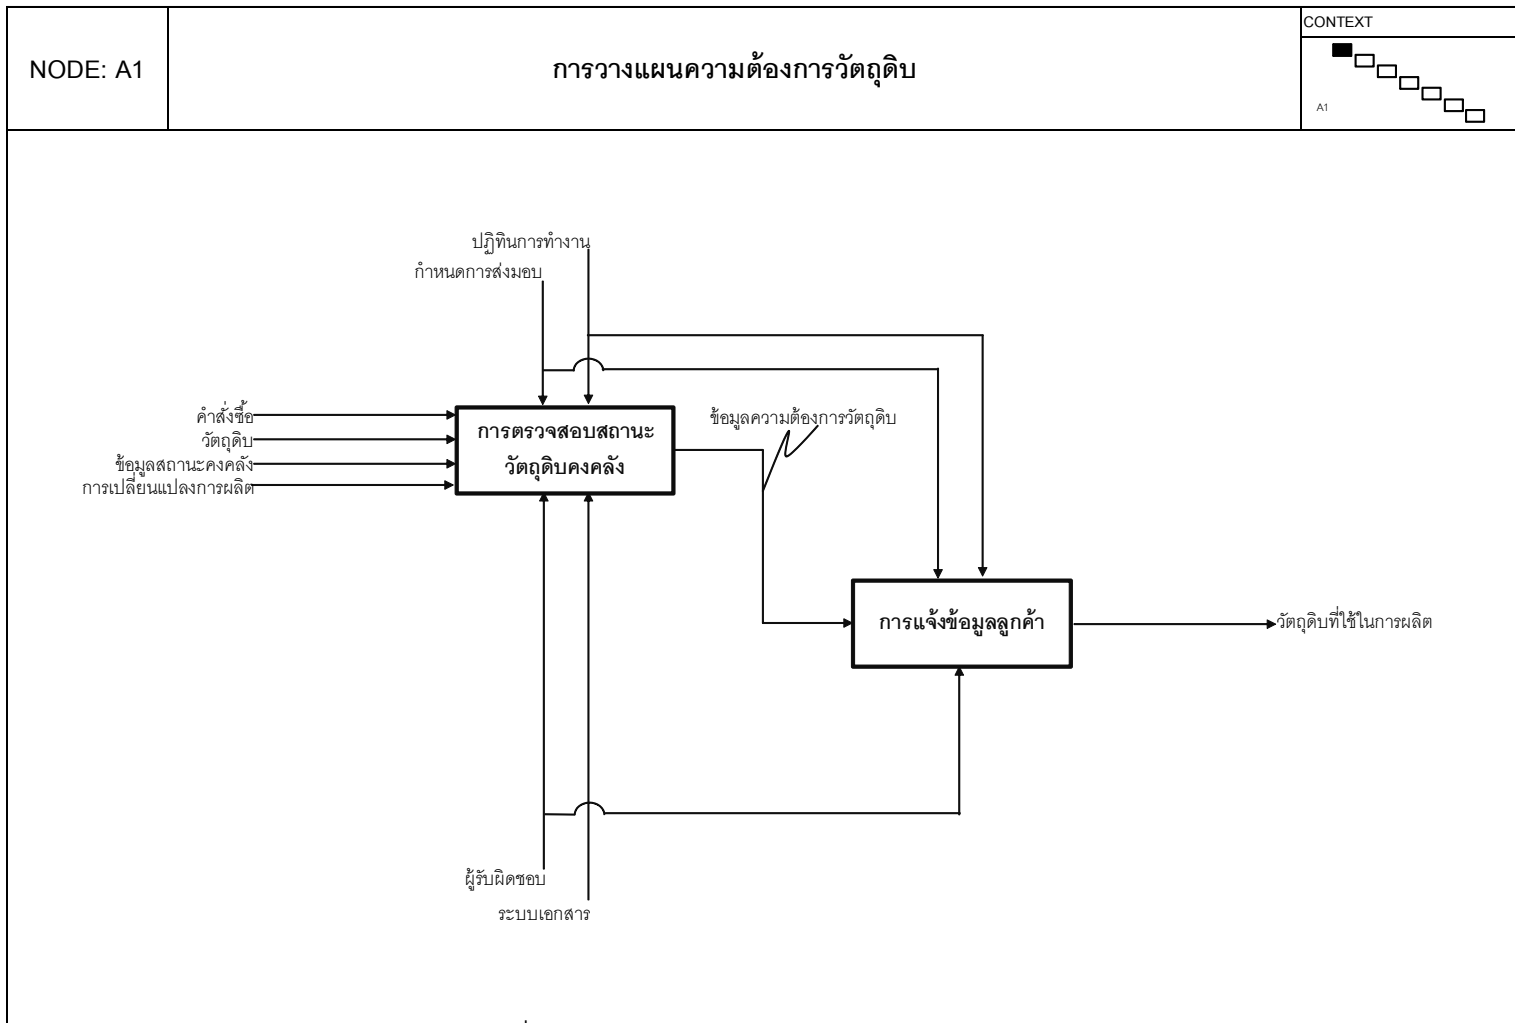 NODE: A1
การวางแผนความต้องการวัตถุดิบ
CONTEXT
A1
ปฏิทินการทำงาน
กำหนดการส่งมอบ
คำสั่งซื้อ
วัตถุดิบ
ข้อมูลสถานะคงคลัง
การเปลี่ยนแปลงการผลิต
การตรวจสอบสถานะ
วัตถุดิบคงคลัง
ข้อมูลความต้องการวัตถุดิบ
การแจ้งข้อมูลลูกค้า
วัตถุดิบที่ใช้ในการผลิต
ผู้รับผิดชอบ
ระบบเอกสาร